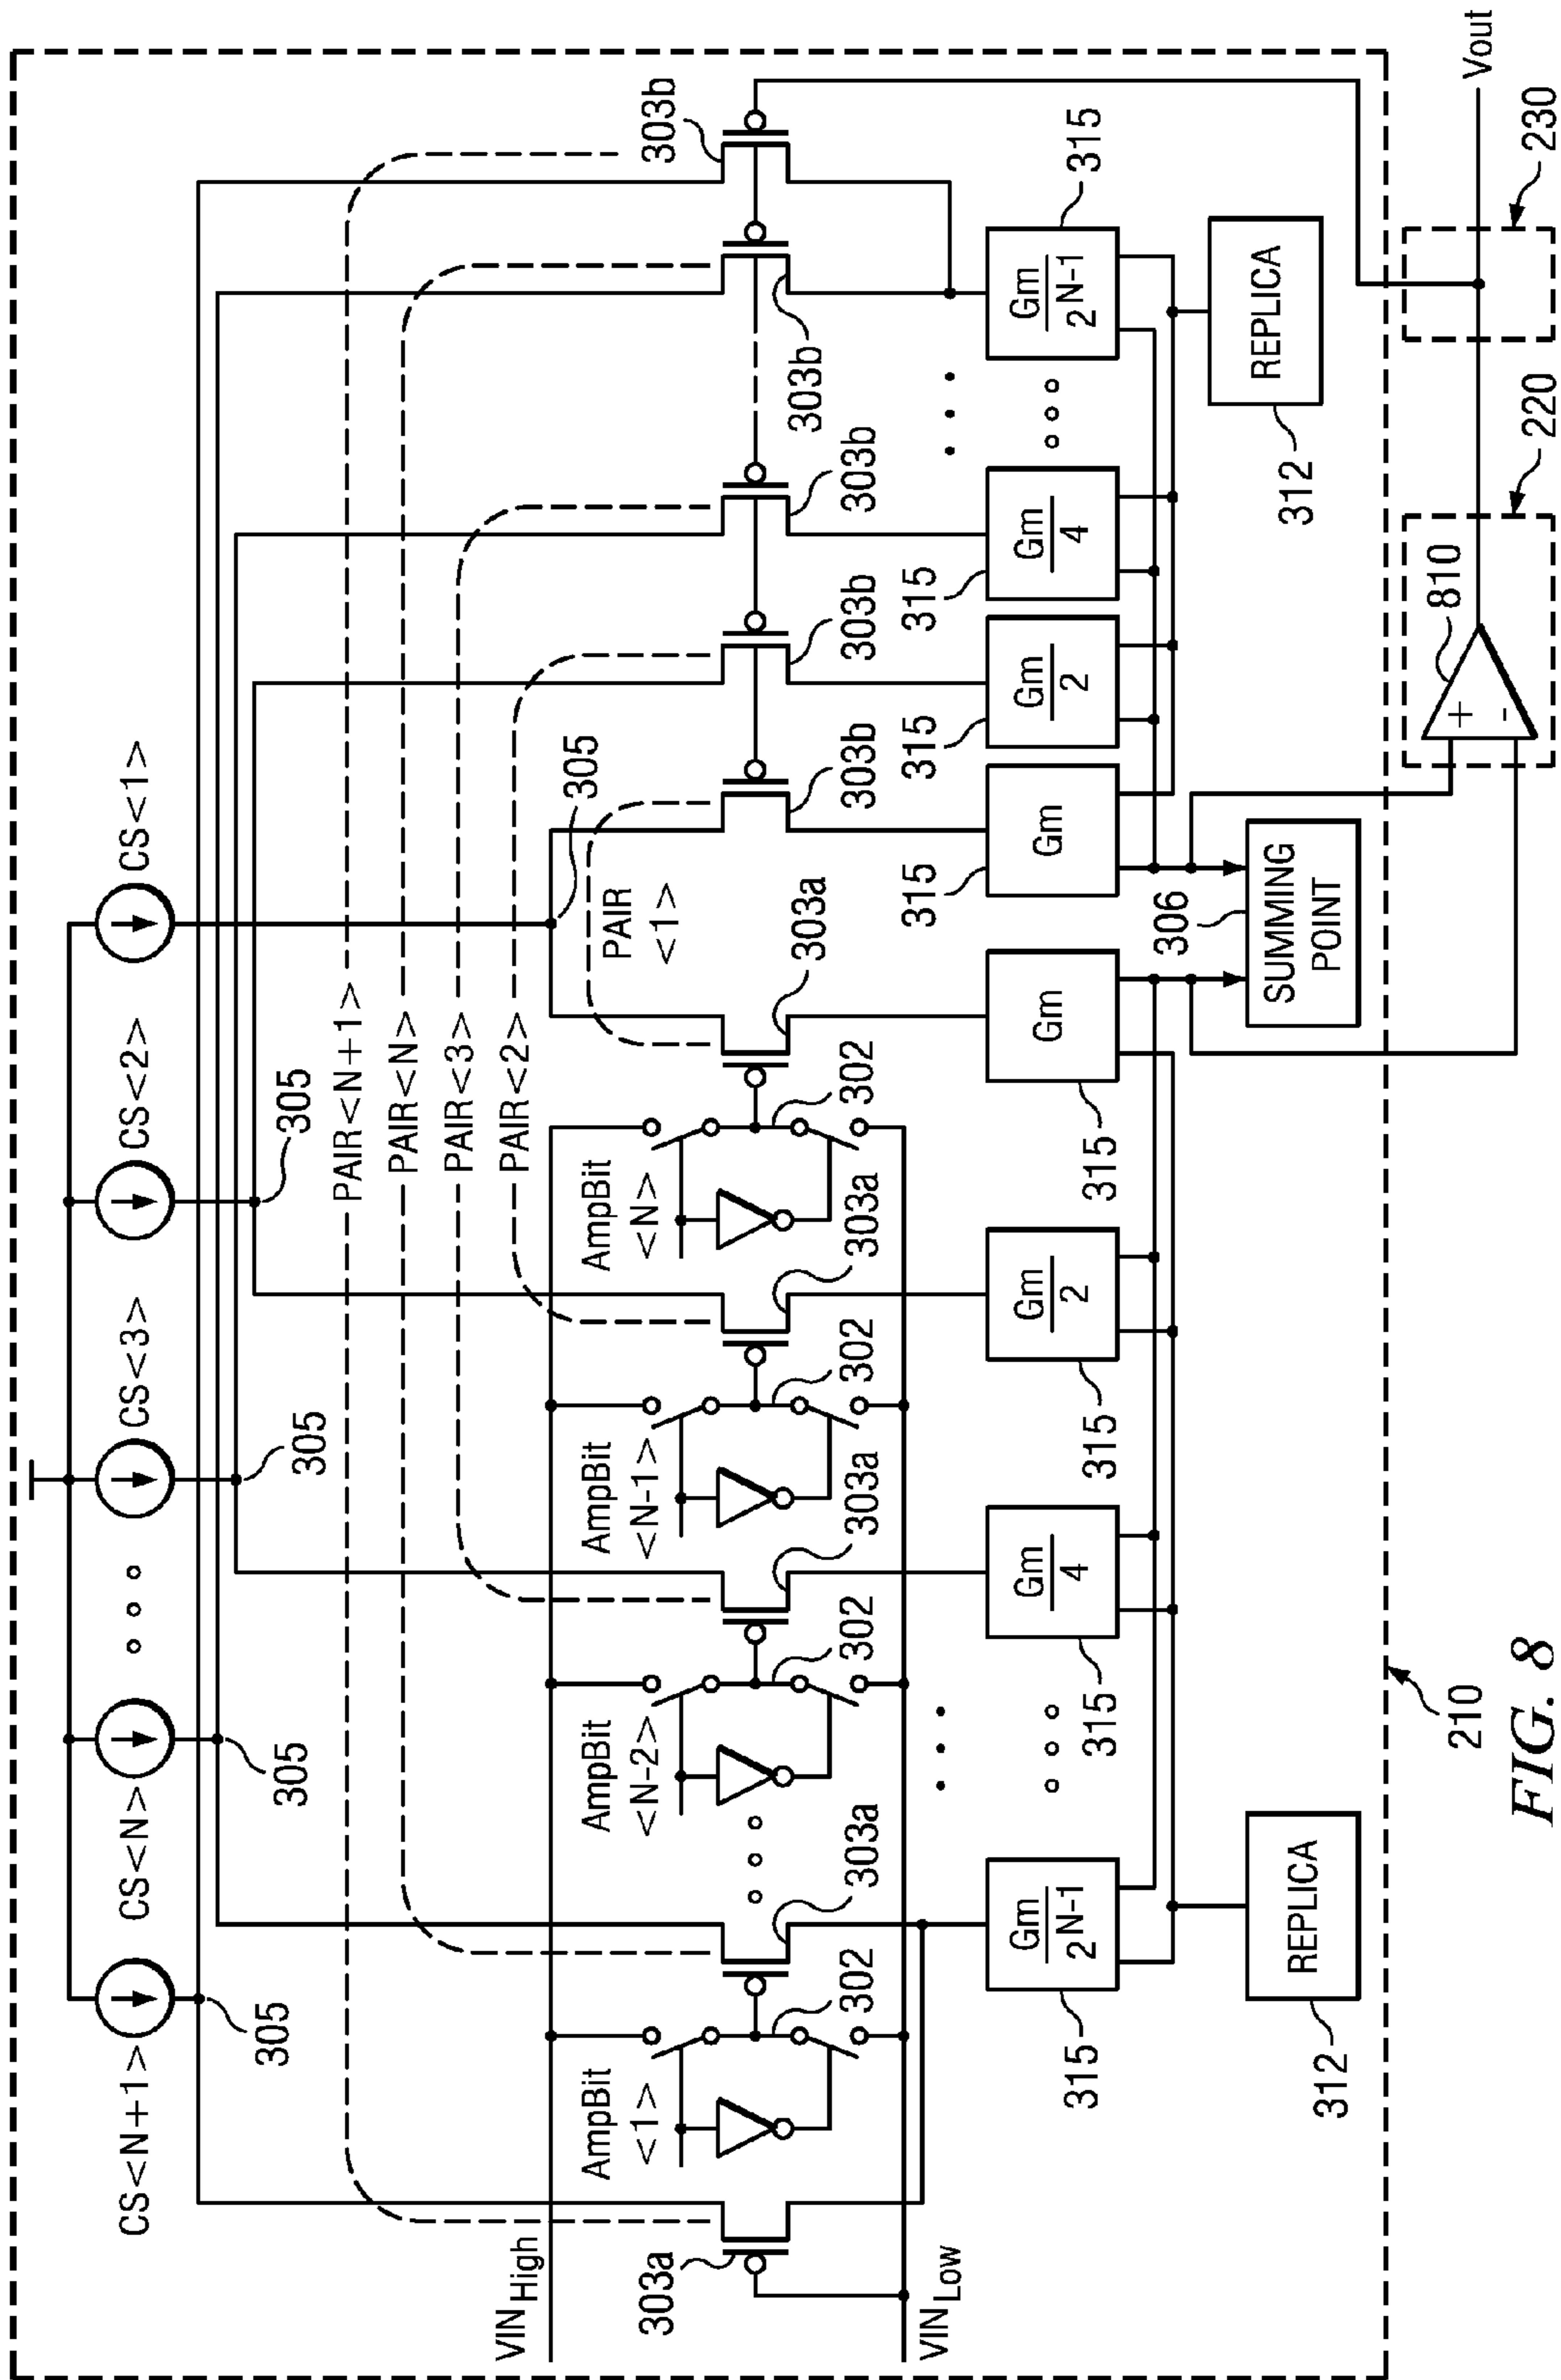 CS<N+1>
CS<N>
CS<3>
CS<2>
CS<1>
305
305
305
305
305
PAIR<N+1>
PAIR<N>
PAIR<3>
PAIR<2>
PAIR
<1>
VIN High
AmpBit
<1>
AmpBit
<N-2>
AmpBit
<N-1>
AmpBit
<N>
303a
302
303a
302
303a
302
303a
302
303a
303b
303b
303b
303b
303b
VIN Low
Gm
2N-1
Gm
4
Gm
2
Gm
Gm
Gm
2
Gm
4
Gm
2N-1
315
315
315
315
315
315
315
315
306
SUMMING
POINT
REPLICA
312
REPLICA
312
210
810
+
-
220
230
Vout
FIG. 8